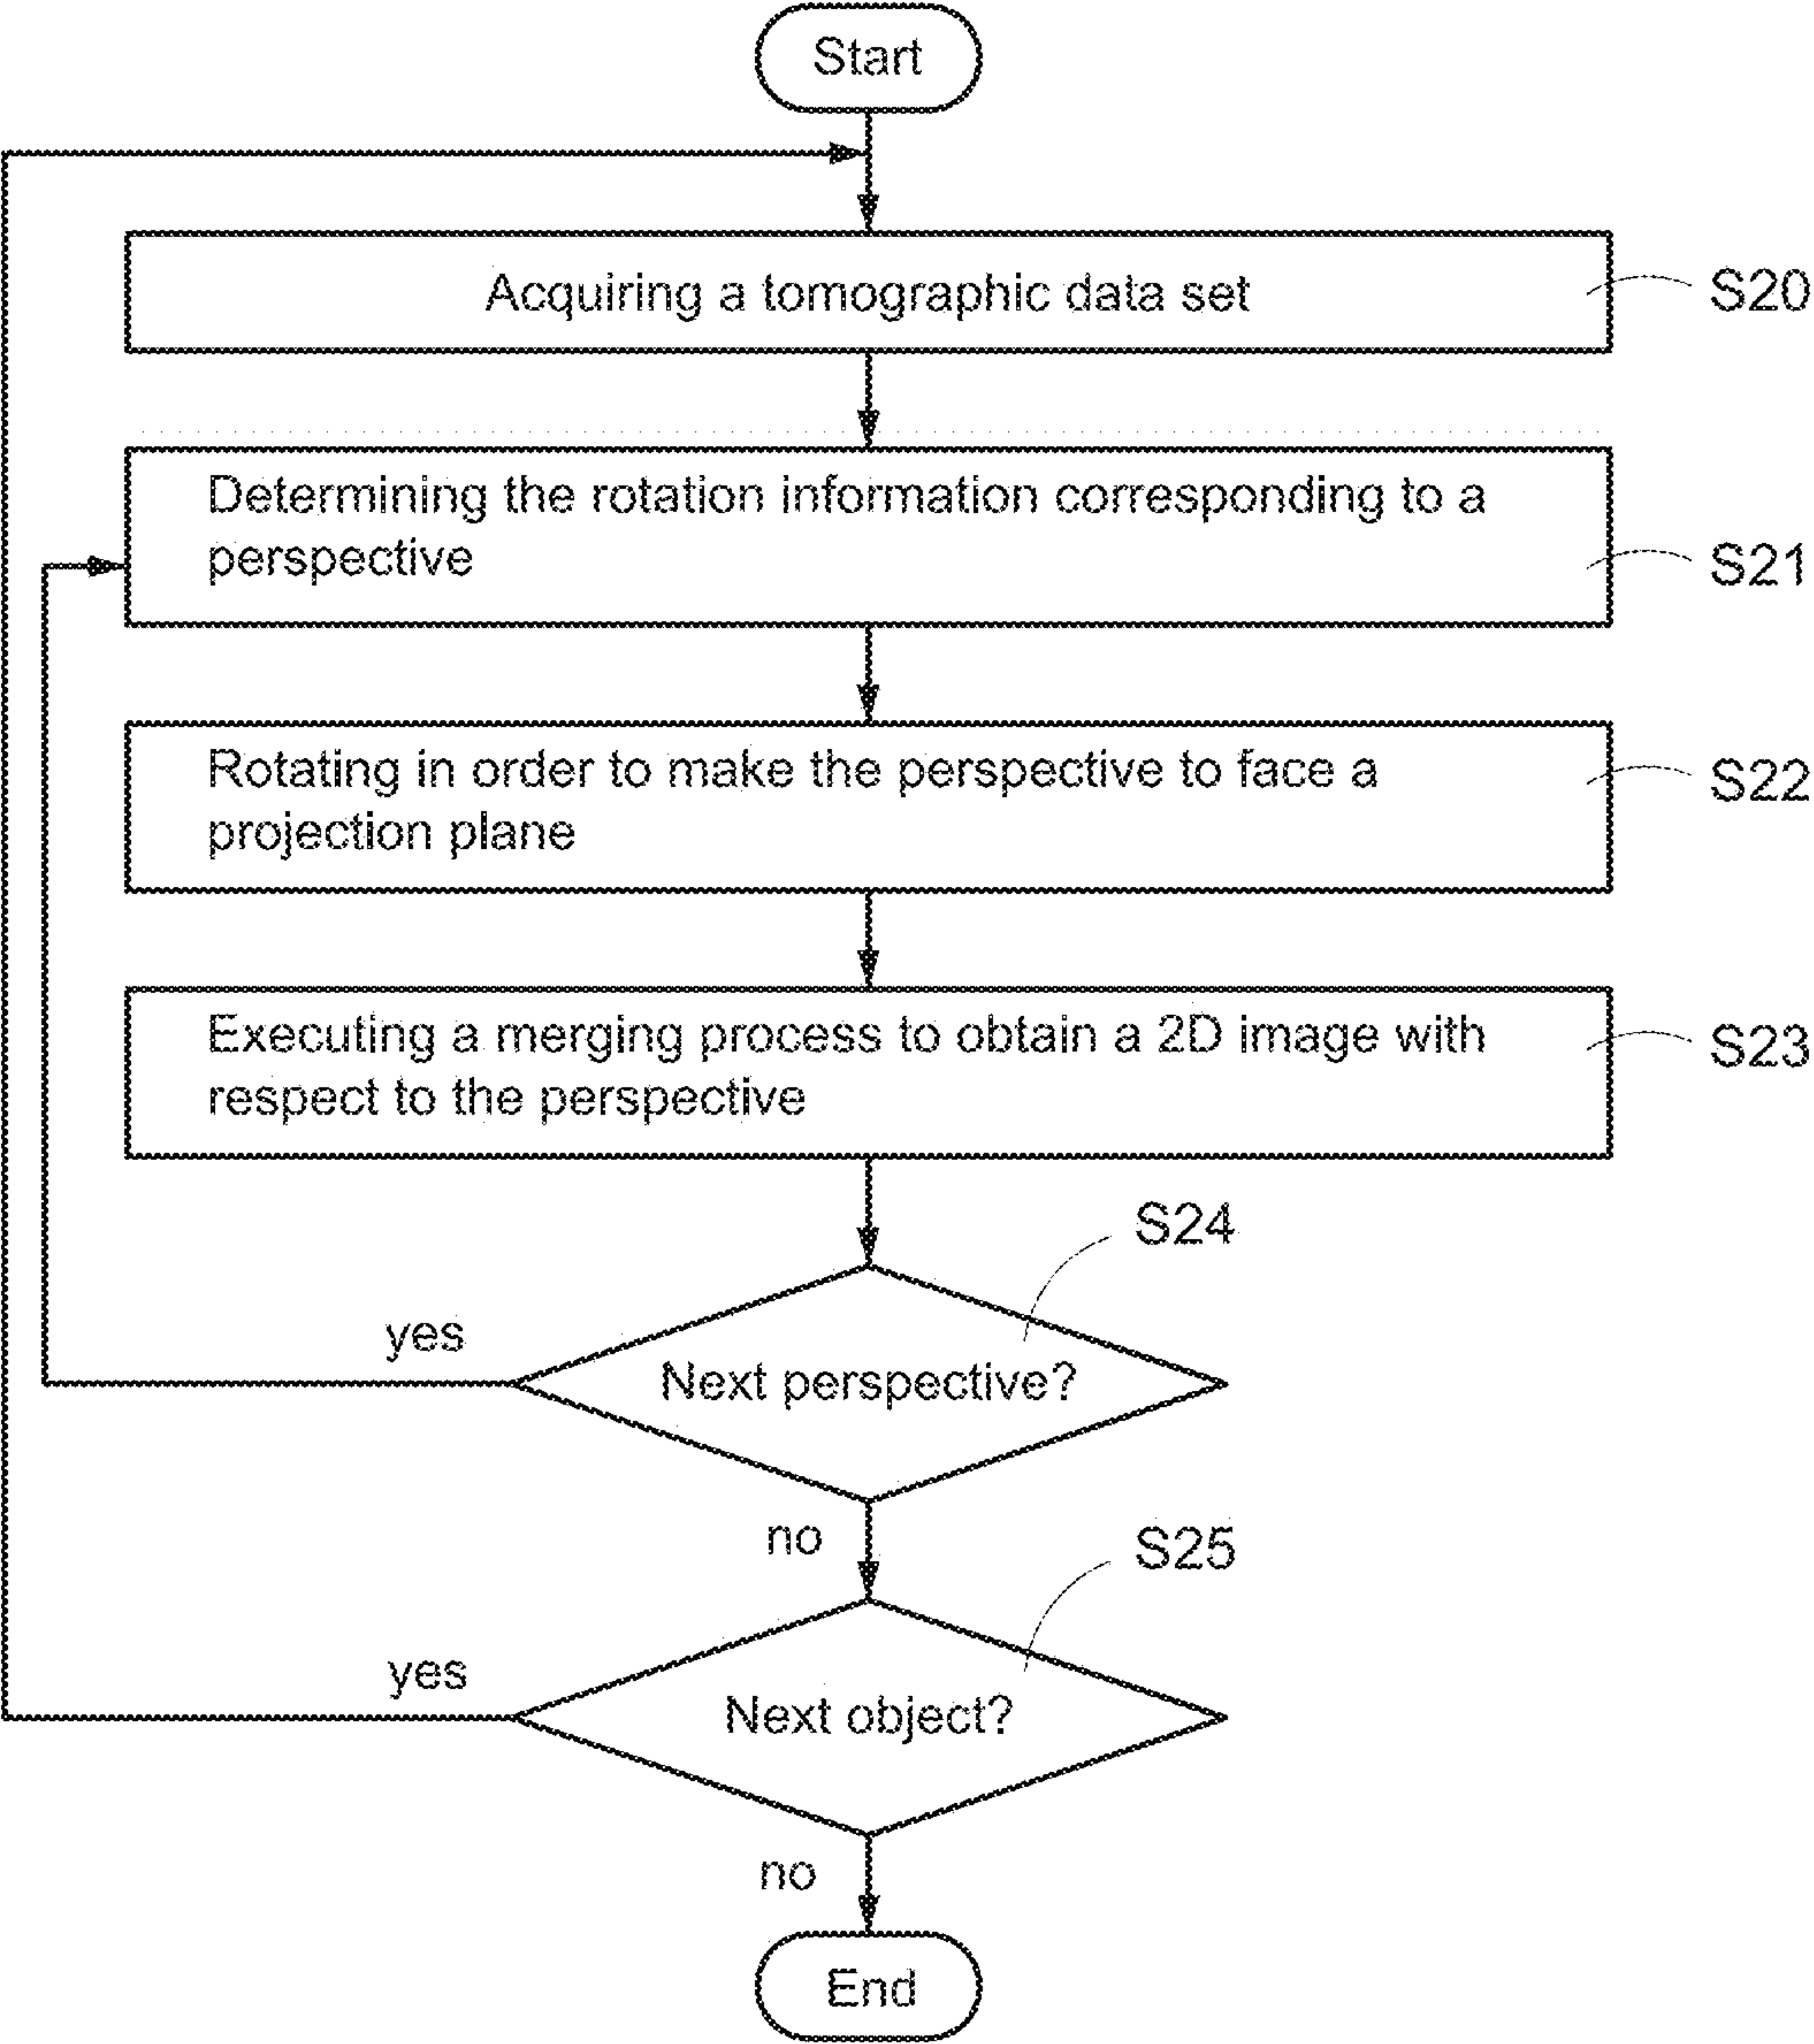 Start
Acquiring a tomographic data set
S20
Determining the rotation information corresponding to a
perspective
S21
Rotating in order to make the perspective to face a
projection plane
S22
Executing a merging process to obtain a 2D image with
respect to the perspective
S23
S24
yes
Next perspective?
no
S25
yes
Next object?
no
End